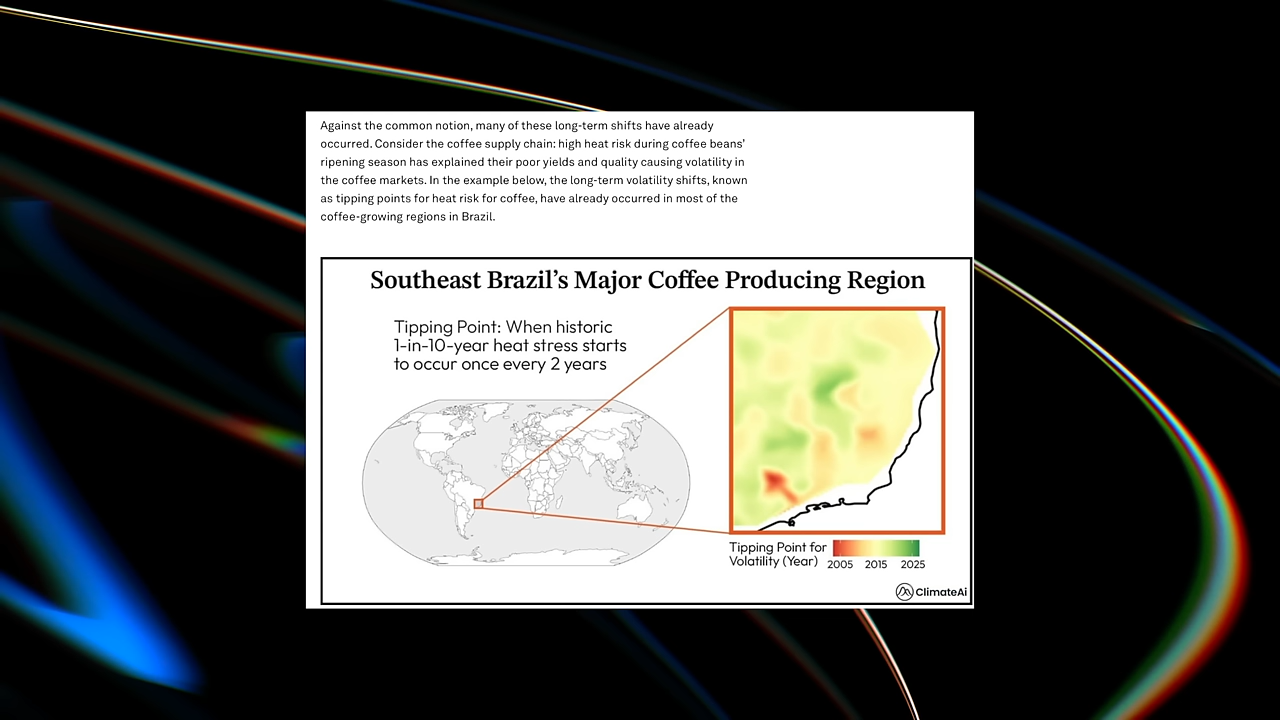 Against the common notion, many of these long-term shifts have already
occurred. Consider the coffee supply chain: high heat risk during coffee beans'
ripening season has explained their poor yields and quality causing volatility in
the coffee markets. In the example below, the long-term volatility shifts, known
as tipping points for heat risk for coffee, have already occurred in most of the
coffee-growing regions in Brazil.
Southeast Brazil's Major Coffee Producing Region
Tipping Point: When historic
1-in-10-year heat stress starts
to occur once every 2 years
Tipping Point for
Volatility (Year)
2005 2015 2025
ClimateAi